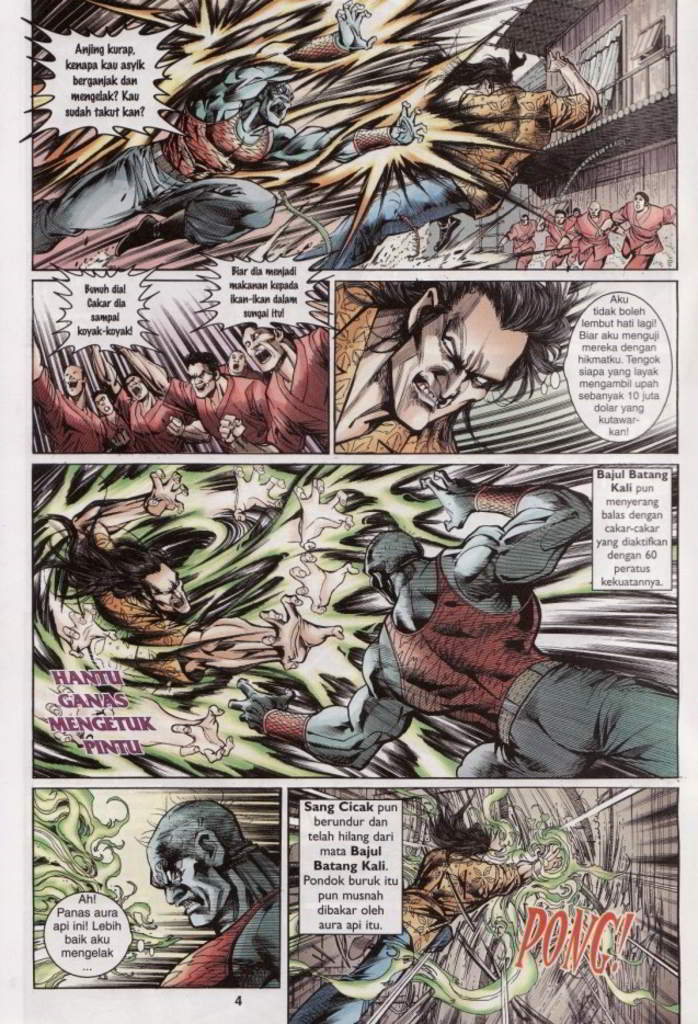 Anjing kurap,
kenapa kau asyik
berganjak dan
mengelak? Kau
sudah takut kan?
Bunuh dia!
Cakar dia
sampai
koyak-koyak!
Biar dia menjadi
makanan kepada
ikan-ikan dalam
sungai itu!
Aku
tidak boleh
lembut hati lagi!
Biar aku menguji
mereka dengan
hikmatku. Tengok
siapa yang layak
mengambil upah
sebanyak 10 juta
dolar yang
kutawar-
kan!
Bajul Batang
Kali pun
menyerang
balas dengan
cakar-cakar
yang diaktifkan
dengan 60
peratus
kekuatannya.
HANTU
GANAS
MENGETUK
PINTU
Ah!
Panas aura
api ini! Lebih
baik aku
mengelak
...
Sang Cicak pun
berundur dan
telah hilang dari
mata Bajul
Batang Kali.
Pondok buruk itu
pun musnah
dibakar oleh
aura api itu.
PONG!
4